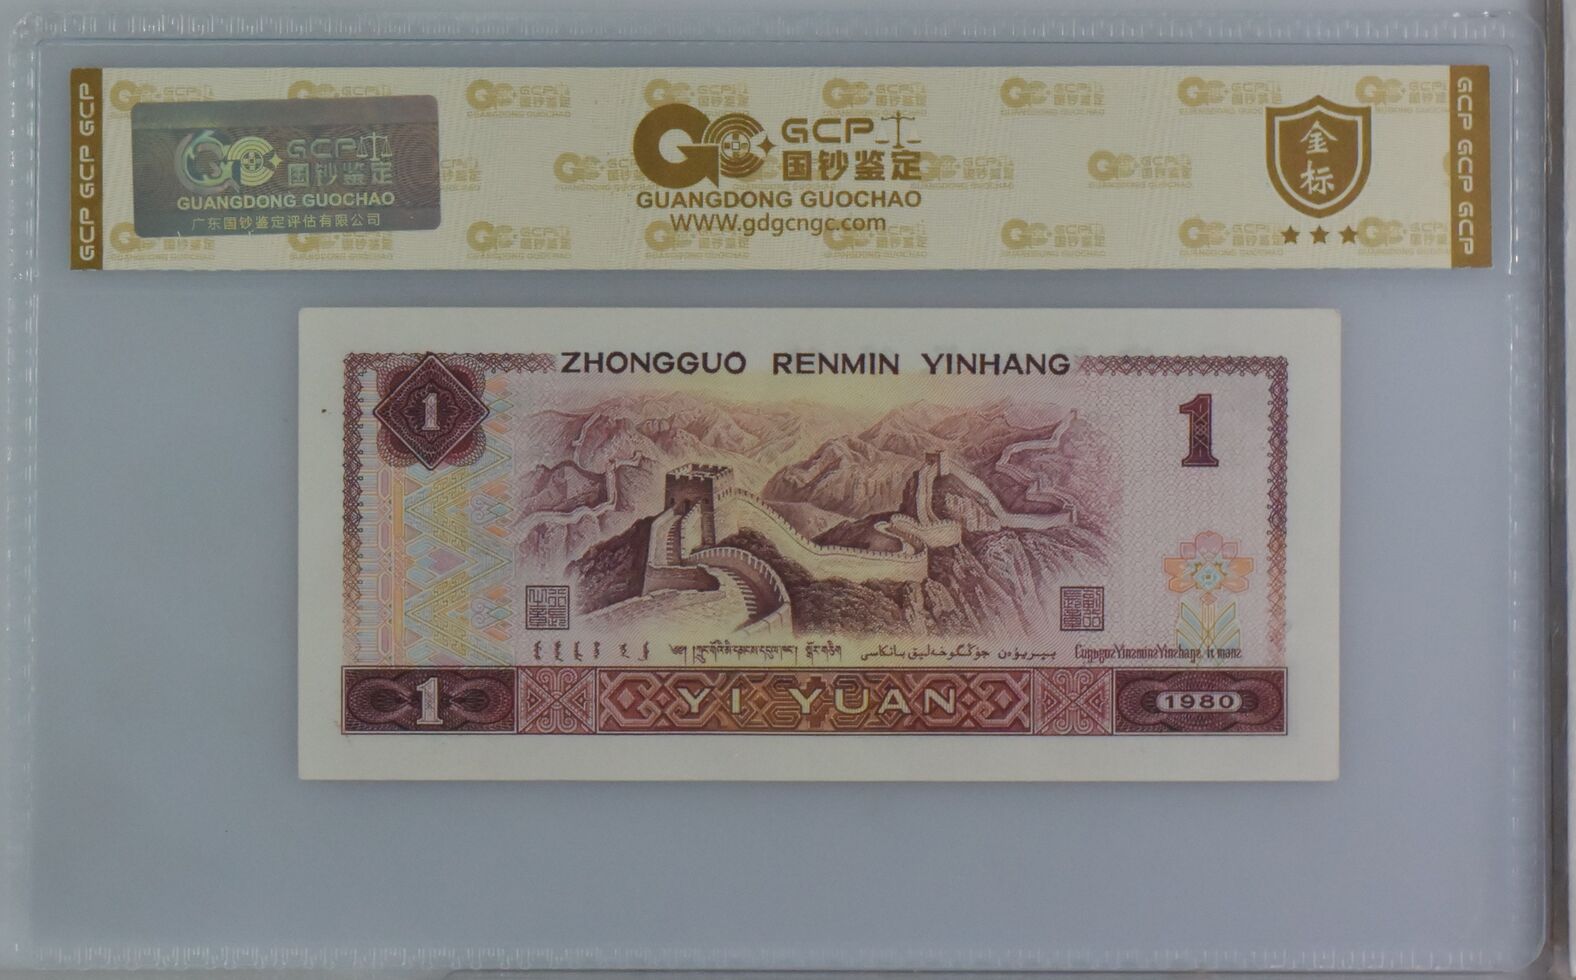 GCP GCP GCP
GCP
国钞鉴定
GUANGDONG GUOCHAO
广东国钞鉴定评估有限公司
GCP
国钞鉴定
GUANGDONG GUOCHAO
WWW.gdgcngc.com
金
标
GCP GCP GCP
ZHONGGUO RENMIN YINHANG
1
1
1
YI YUAN
1980